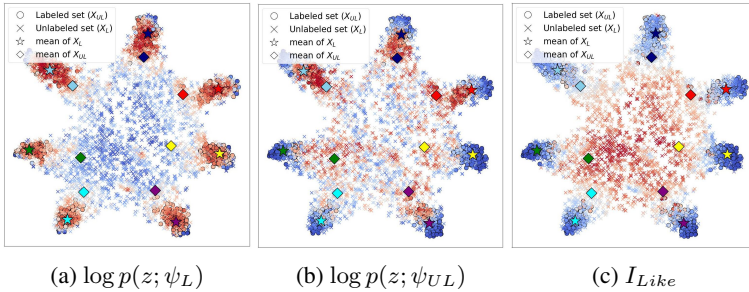 Labeled set (X_UL)
Unlabeled set (X_L)
mean of X_L
mean of X_UL
Labeled set (X_UL)
Unlabeled set (X_L)
mean of X_L
mean of X_UL
Labeled set (X_UL)
Unlabeled set (X_L)
mean of X_L
mean of X_UL
(a) log p(z; ψ_L)
(b) log p(z; ψ_UL)
(c) I_Like